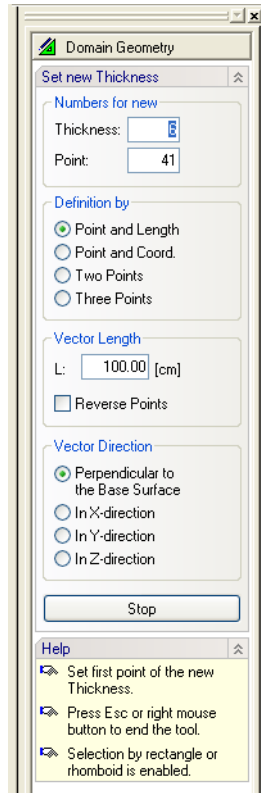 Domain Geometry
Set new Thickness
Numbers for new
Thickness: 6
Point: 41
Definition by
Point and Length
Point and Coord.
Two Points
Three Points
Vector Length
L: 100.00 [cm]
Reverse Points
Vector Direction
Perpendicular to
the Base Surface
In X-direction
In Y-direction
In Z-direction
Stop
Help
Set first point of the new
Thickness.
Press Esc or right mouse
button to end the tool.
Selection by rectangle or
rhomboid is enabled.